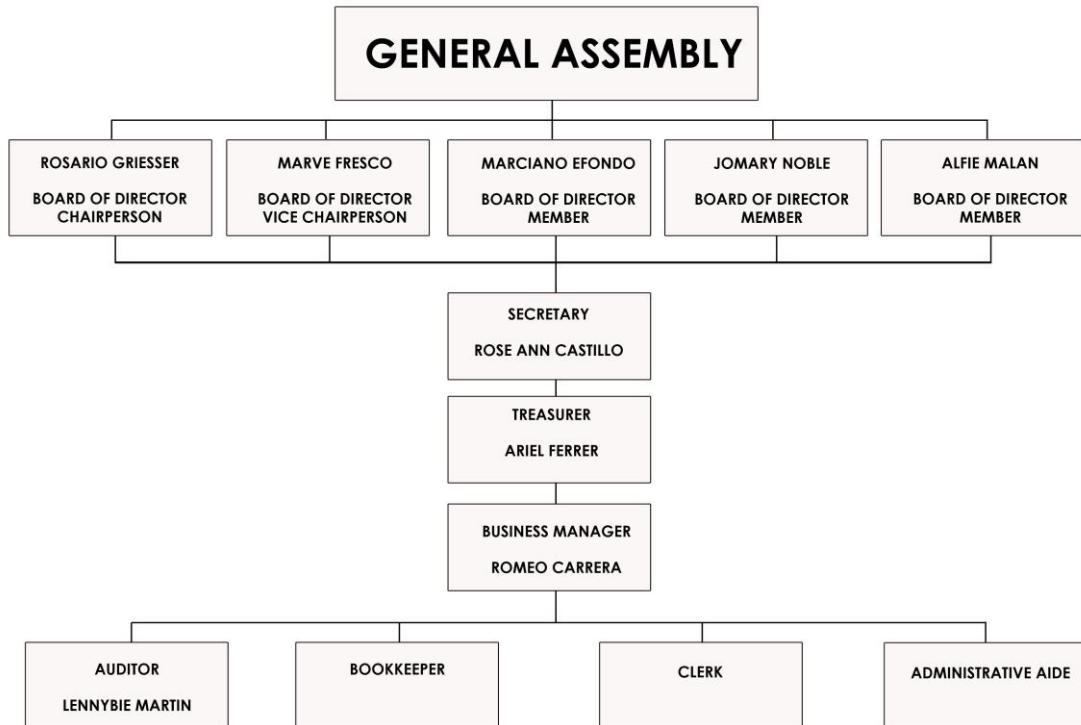 GENERAL ASSEMBLY
ROSARIO GRIESSER
BOARD OF DIRECTOR
CHAIRPERSON
MARVE FRESCO
BOARD OF DIRECTOR
VICE CHAIRPERSON
MARCIANO EFONDO
BOARD OF DIRECTOR
MEMBER
JOMARY NOBLE
BOARD OF DIRECTOR
MEMBER
ALFIE MALAN
BOARD OF DIRECTOR
MEMBER
SECRETARY
ROSE ANN CASTILLO
TREASURER
ARIEL FERRER
BUSINESS MANAGER
ROMEO CARRERA
AUDITOR
LENNYBIE MARTIN
BOOKKEEPER
CLERK
ADMINISTRATIVE AIDE